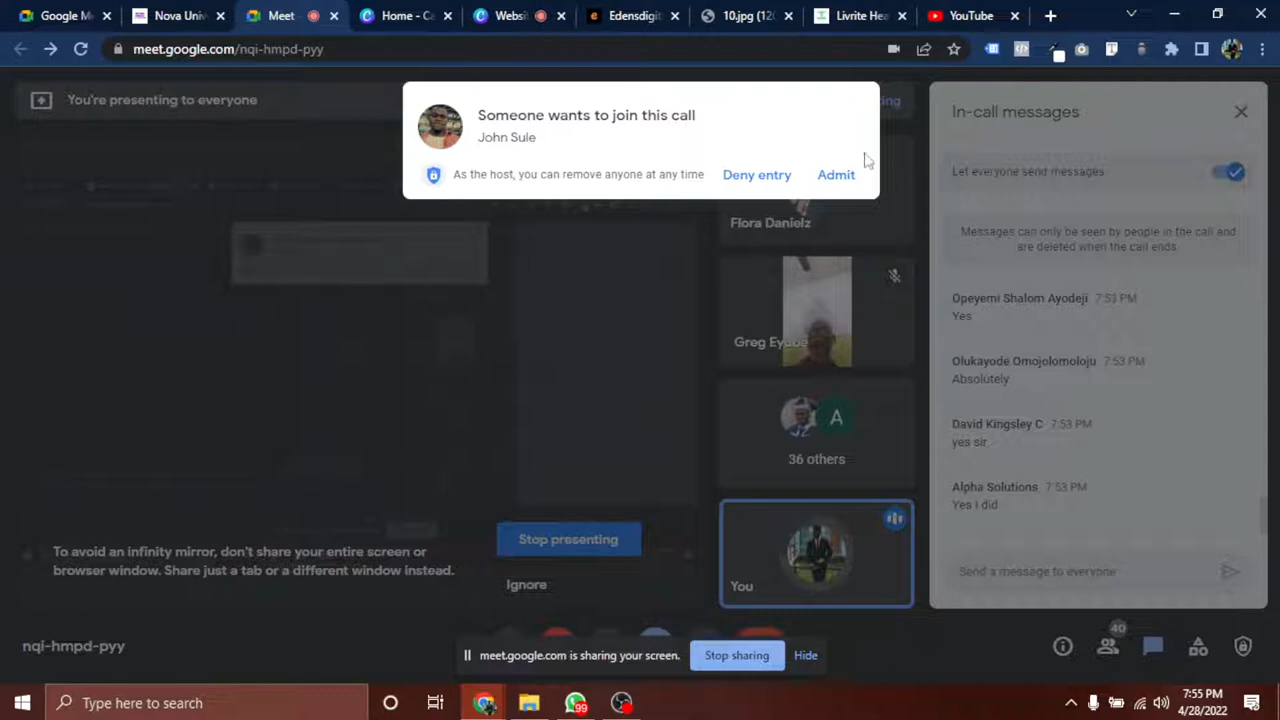 Google M
Nova Univ
Meet
Home - Ca
Websit
Edensdigit
10.jpg (12
Livrite Hea
YouTube
meet.google.com/nqi-hmpd-pyy
You're presenting to everyone
Someone wants to join this call
John Sule
As the host, you can remove anyone at any time
Deny entry
Admit
Flora Danielz
Greg
A
36 others
To avoid an infinity mirror, don't share your entire screen or
browser window. Share just a tab or a different window instead.
Stop presenting
Ignore
You
In-call messages
Let everyone send messages
Messages can only be seen by people in the call and
are deleted when the call ends.
Opeyemi Shalom Ayodeji 7:53 PM
Yes
Olukayode Omojolomoloju 7:53 PM
Absolutely
David Kingsley C 7:53 PM
yes sir
Alpha Solutions 7:53 PM
Yes I did
Send a message to everyone
nqi-hmpd-pyy
meet.google.com is sharing your screen.
Stop sharing
Hide
40
Type here to search
99
7:55 PM
4/28/2022